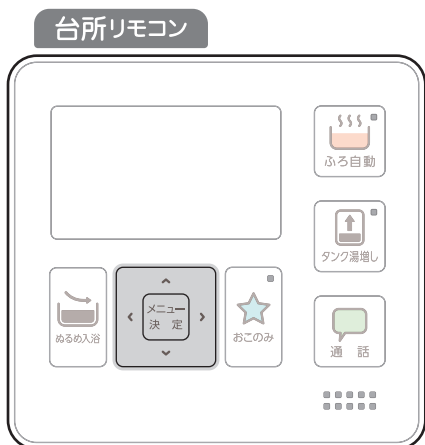 台所リモコン
ふろ自動
タンク湯増し
ぬるめ入浴
メニュー
決 定
おこのみ
通 話